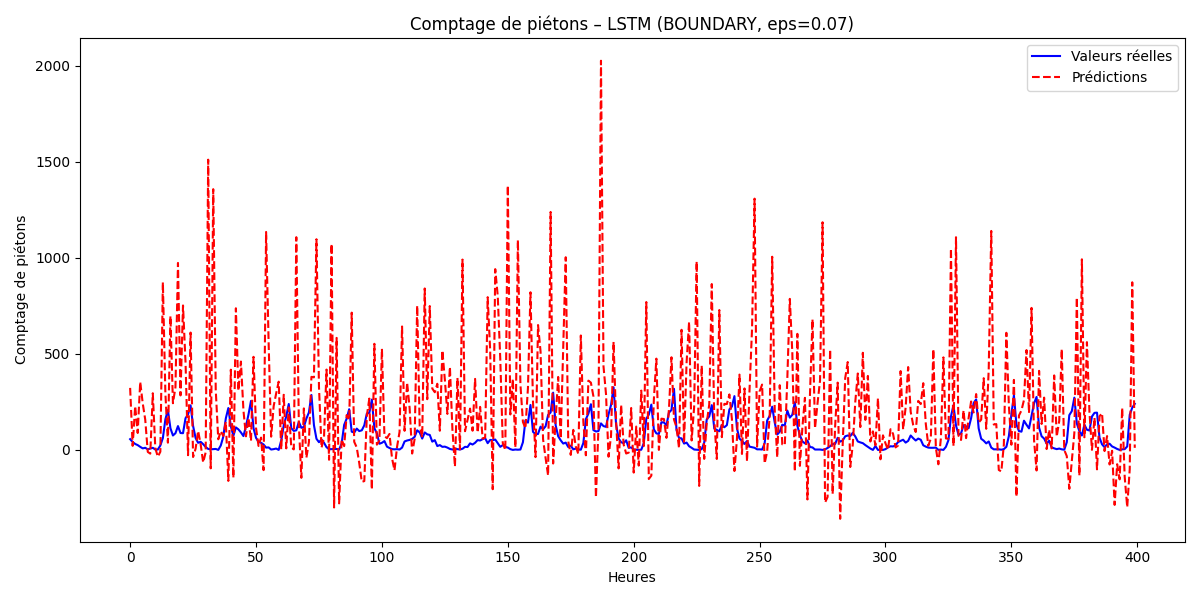 Comptage de piétons – LSTM (BOUNDARY, eps=0.07)
Valeurs réelles
Prédictions
Comptage de piétons
2000
1500
1000
500
0
0 50 100 150 200 250 300 350 400
Heures